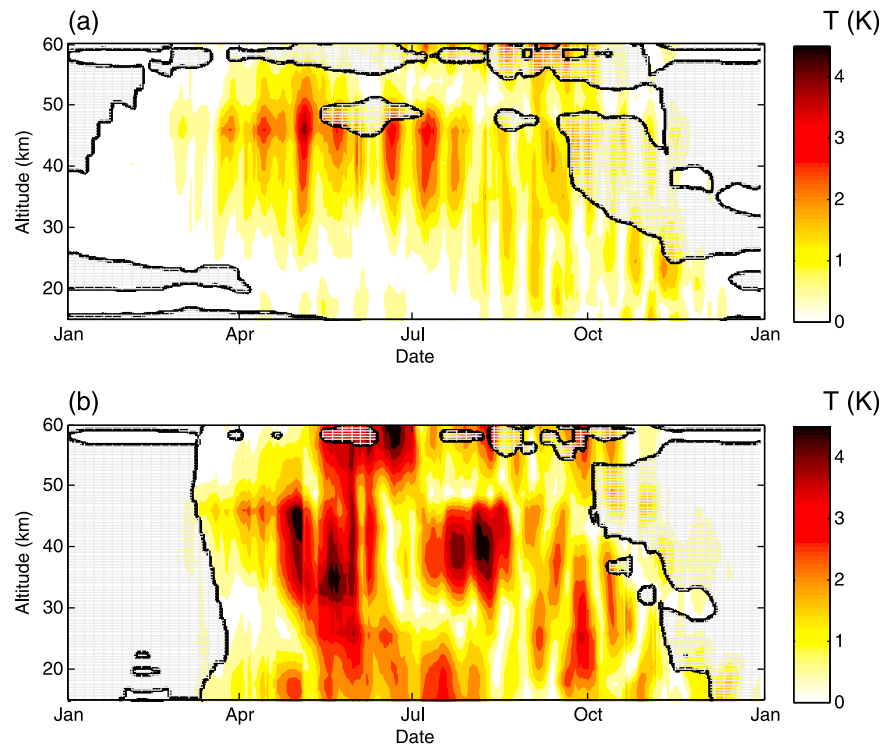 (a)
T (K)
60
50
40
30
20
Altitude (km)
Jan
Apr
Jul
Oct
Jan
Date
4
3
2
1
0
(b)
T (K)
60
50
40
30
20
Altitude (km)
Jan
Apr
Jul
Oct
Jan
Date
4
3
2
1
0